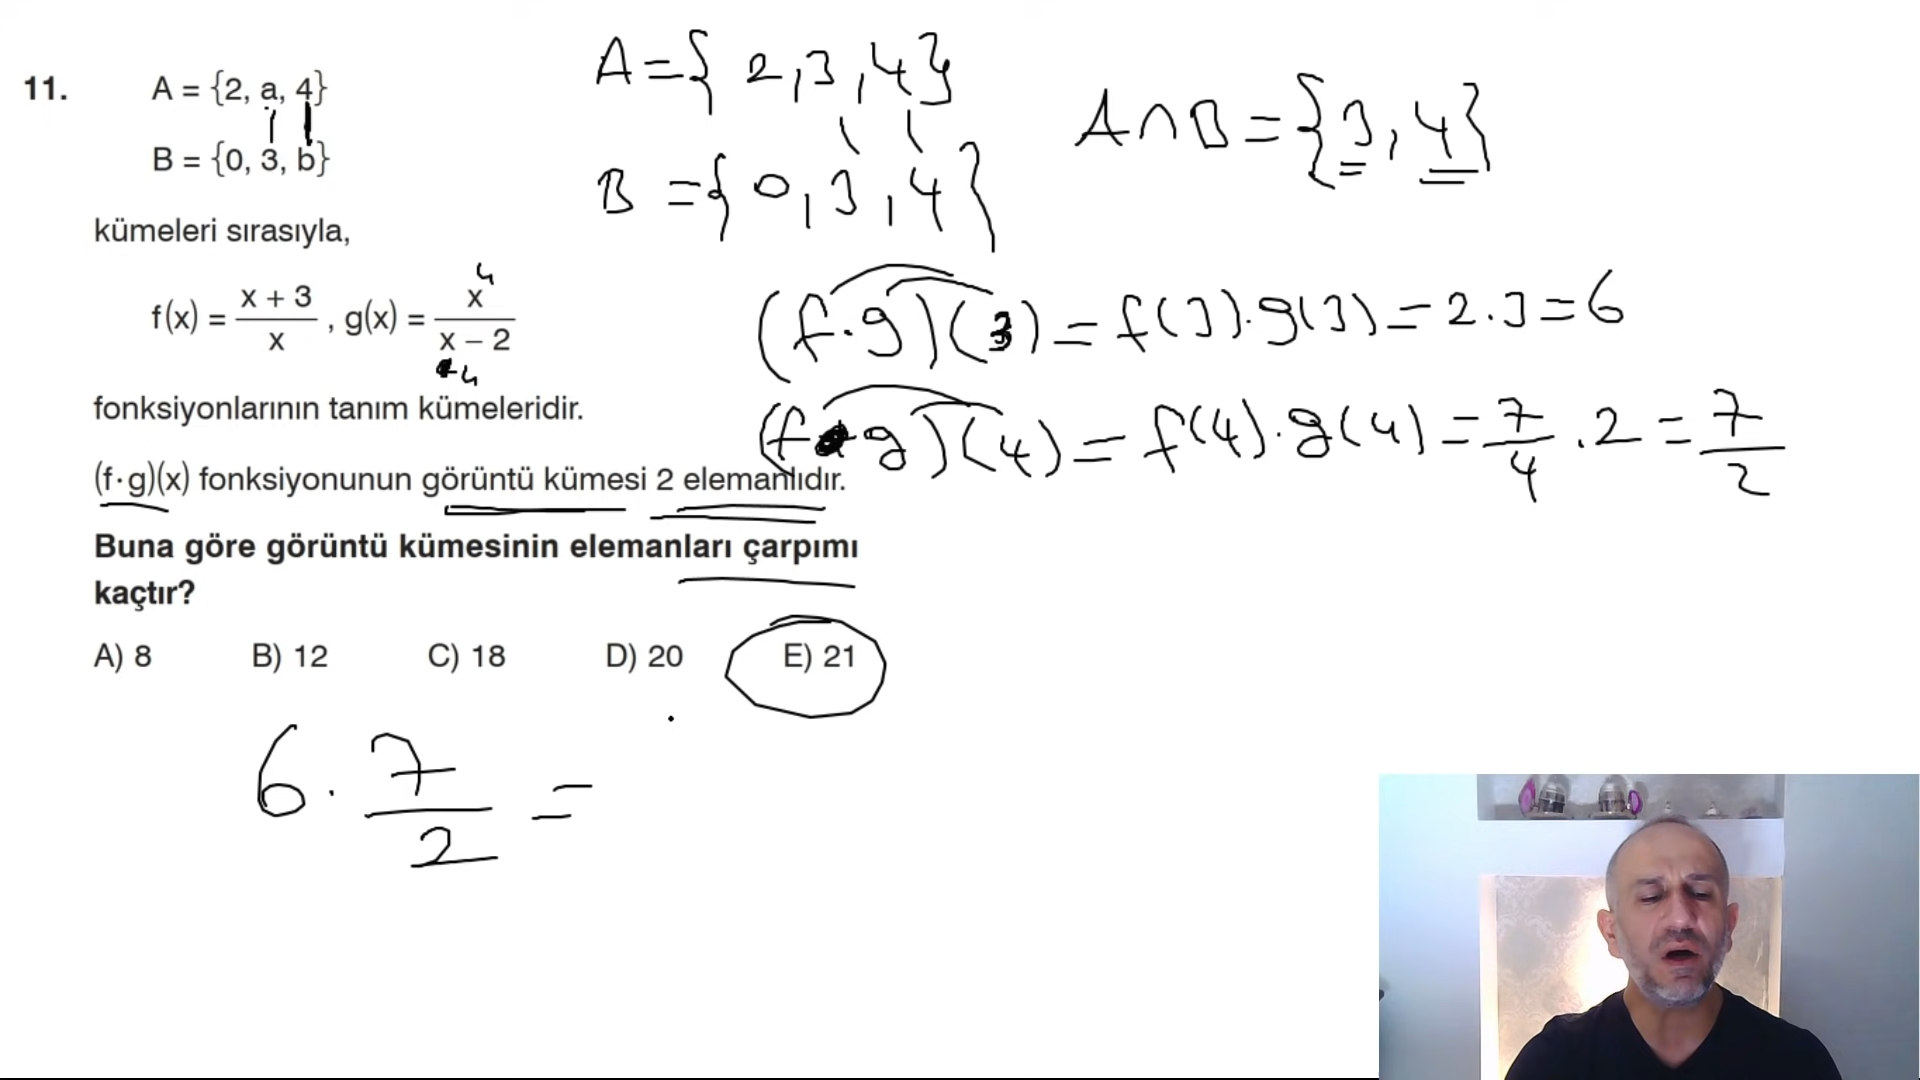 11. A = {2, a, 4}
B = {0, 3, b}
kümeleri sırasıyla,
f(x) = x + 3 / x , g(x) = x / x – 2
4
4
fonksiyonlarının tanım kümeleridir.
(f·g)(x) fonksiyonunun görüntü kümesi 2 elemanlıdır.
Buna göre görüntü kümesinin elemanları çarpımı
kaçtır?
A) 8 B) 12 C) 18 D) 20 E) 21
6 · 7/2 =
A = { 2, 3, 4 }
B = { 0, 3, 4 }
A∩B = { 3, 4 }
(f·g)(3) = f(3)·g(3) = 2·3 = 6
(f·g)(4) = f(4)·g(4) = 7/4 · 2 = 7/2